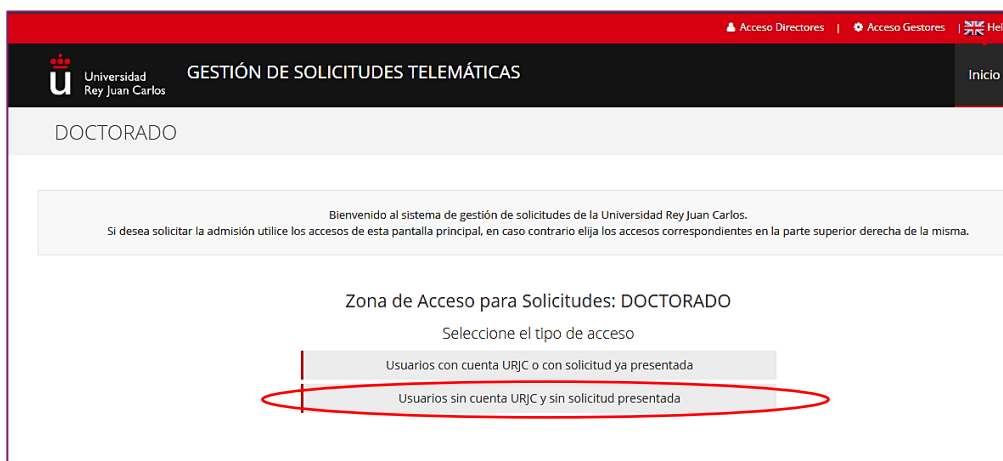 Acceso Directores | Acceso Gestores | Hel
Universidad
Rey Juan Carlos
GESTIÓN DE SOLICITUDES TELEMÁTICAS
Inicio
DOCTORADO
Bienvenido al sistema de gestión de solicitudes de la Universidad Rey Juan Carlos.
Si desea solicitar la admisión utilice los accesos de esta pantalla principal, en caso contrario elija los accesos correspondientes en la parte superior derecha de la misma.
Zona de Acceso para Solicitudes: DOCTORADO
Seleccione el tipo de acceso
Usuarios con cuenta URJC o con solicitud ya presentada
Usuarios sin cuenta URJC y sin solicitud presentada